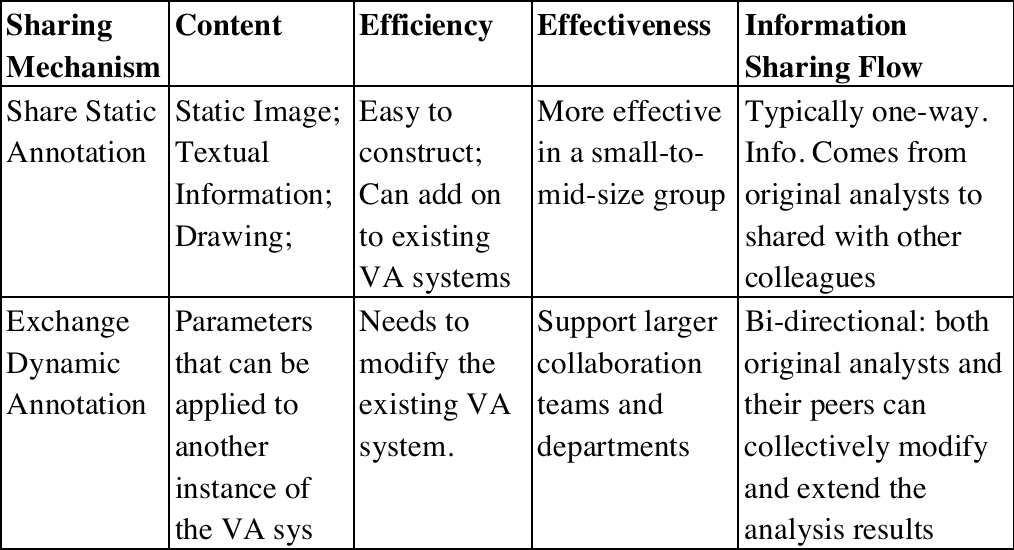 Sharing
Mechanism
Content
Efficiency
Effectiveness
Information
Sharing Flow
Share Static
Annotation
Static Image;
Textual
Information;
Drawing;
Easy to
construct;
Can add on
to existing
VA systems
More effective
in a small-to-
mid-size group
Typically one-way.
Info. Comes from
original analysts to
shared with other
colleagues
Exchange
Dynamic
Annotation
Parameters
that can be
applied to
another
instance of
the VA sys
Needs to
modify the
existing VA
system.
Support larger
collaboration
teams and
departments
Bi-directional: both
original analysts and
their peers can
collectively modify
and extend the
analysis results